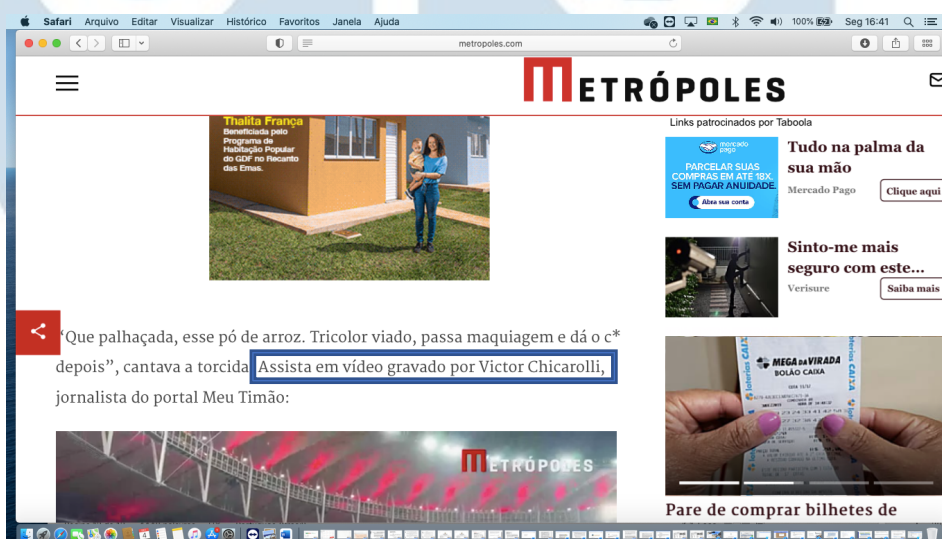 Safari Arquivo Editar Visualizar Histórico Favoritos Janela Ajuda
100% Seg 16:41
metropoles.com
METRÓPOLES
Thalita França
Beneficiada pelo
Programa de
Habitação Popular
do GDF no Recanto
das Emas.
“Que palhaçada, esse pó de arroz. Tricolor viado, passa maquiagem e dá o c*
depois”, cantava a torcida Assista em vídeo gravado por Victor Chicarolli,
jornalista do portal Meu Timão:
METRÓPOLES
Links patrocinados por Taboola
mercado
pago
PARCELAR SUAS
COMPRAS EM ATÉ 18X.
SEM PAGAR ANUIDADE.
Abra sua conta
Tudo na palma da
sua mão
Mercado Pago
Clique aqui
Sinto-me mais
seguro com este...
Verisure
Saiba mais
MEGA DA VIRADA
BOLÃO CAIXA
Loterias CAIXA
Pare de comprar bilhetes de